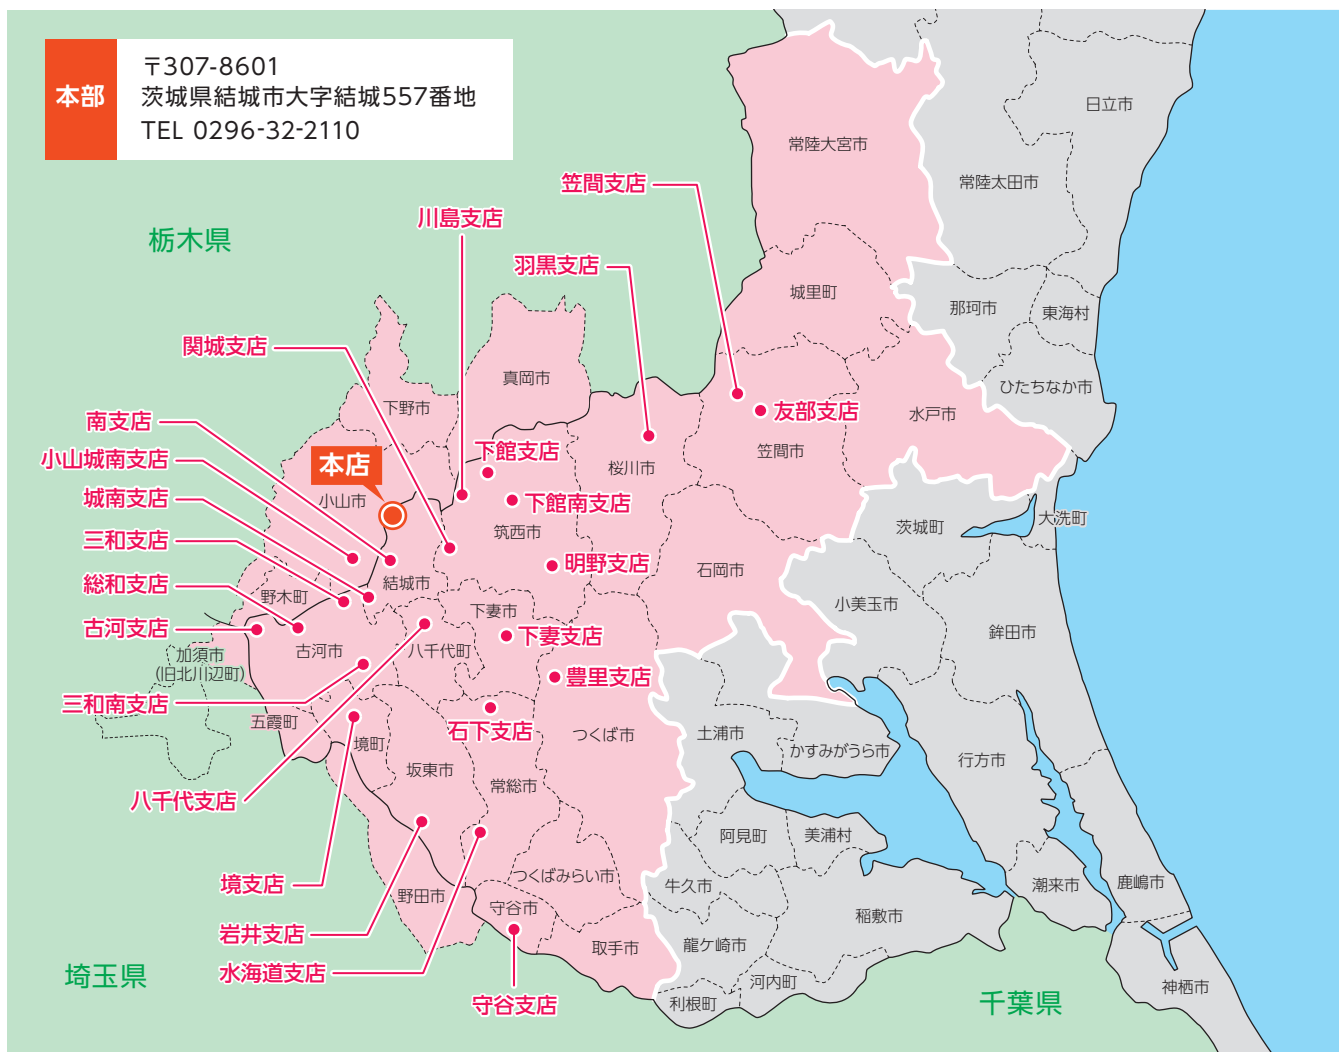 本部
〒307-8601
茨城県結城市大字結城557番地
TEL 0296-32-2110
日立市
常陸大宮市
常陸太田市
笠間支店
川島支店
栃木県
羽黒支店
城里町
那珂市
東海村
関城支店
真岡市
ひたちなか市
下野市
南支店
友部支店
水戸市
小山城南支店
本店
下館支店
桜川市
笠間市
城南支店
小山市
下館南支店
筑西市
茨城町
大洗町
三和支店
明野支店
石岡市
総和支店
結城市
野木町
下妻市
小美玉市
古河支店
鉾田市
下妻支店
加須市
(旧北川辺町)
古河市
八千代町
豊里支店
三和南支店
五霞町
石下支店
つくば市
土浦市
かすみがうら市
境町
坂東市
行方市
常総市
八千代支店
阿見町
美浦村
境支店
つくばみらい市
牛久市
潮来市
鹿嶋市
野田市
守谷市
稲敷市
岩井支店
取手市
龍ケ崎市
水海道支店
埼玉県
河内町
神栖市
守谷支店
利根町
千葉県